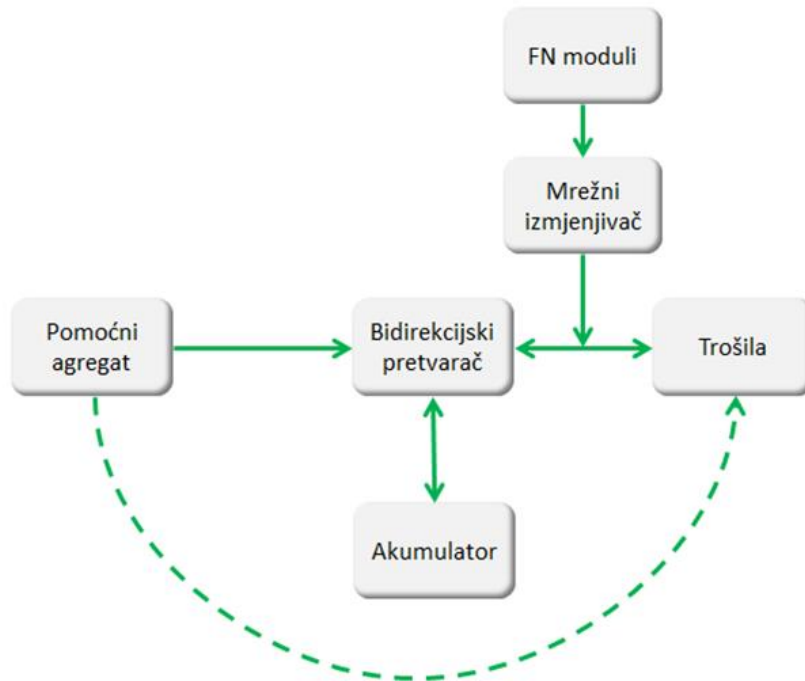 FN moduli
Mrežni
izmjenjivač
Pomoćni
agregat
Bidirekcijski
pretvarač
Trošila
Akumulator